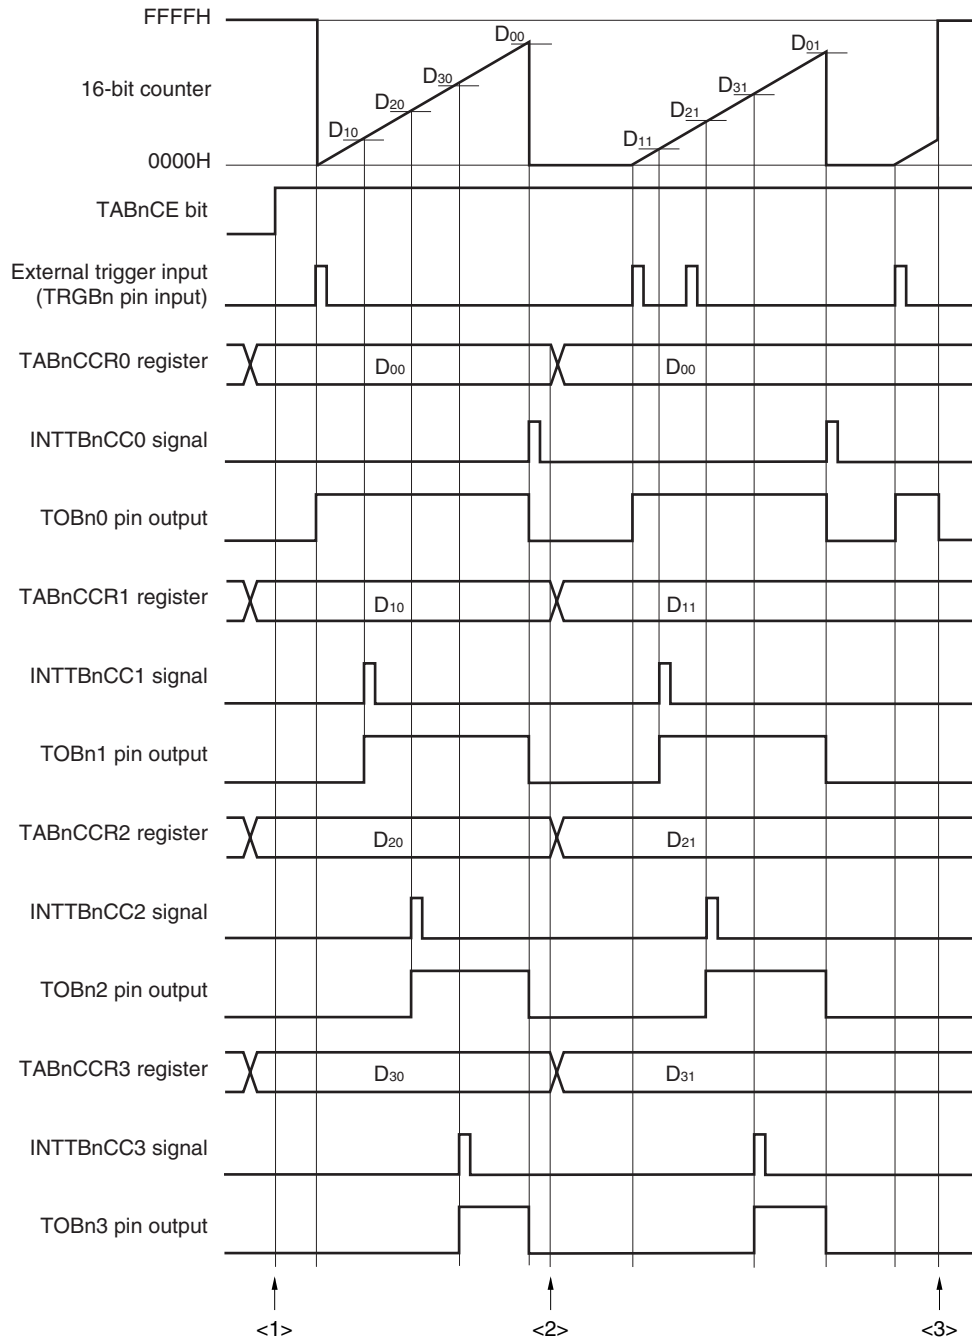 FFFFH
D00
D01
D30
D31
16-bit counter
D20
D21
D10
D11
0000H
TABnCE bit
External trigger input
(TRGBn pin input)
TABnCCR0 register
D00
D00
INTTBnCC0 signal
TOBn0 pin output
TABnCCR1 register
D10
D11
INTTBnCC1 signal
TOBn1 pin output
TABnCCR2 register
D20
D21
INTTBnCC2 signal
TOBn2 pin output
TABnCCR3 register
D30
D31
INTTBnCC3 signal
TOBn3 pin output
<1>
<2>
<3>